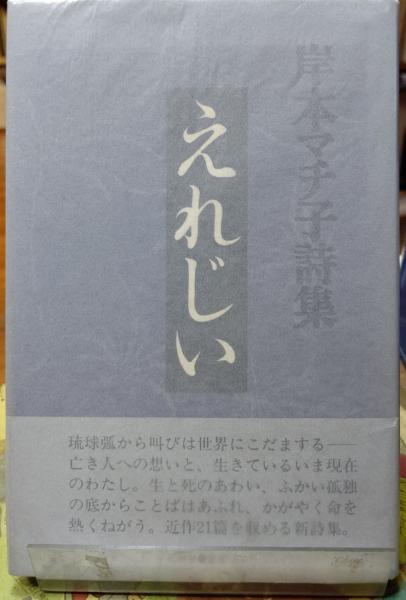 岸本マチ子詩集
えれじい
琉球弧から叫びは世界にこだまする──
亡き人への想いと、生きているいま現在
のわたし。生と死のあわい、ふかい孤独
の底からことばはあふれ、かがやく命を
熱くねがう。近作21篇を収める新詩集。